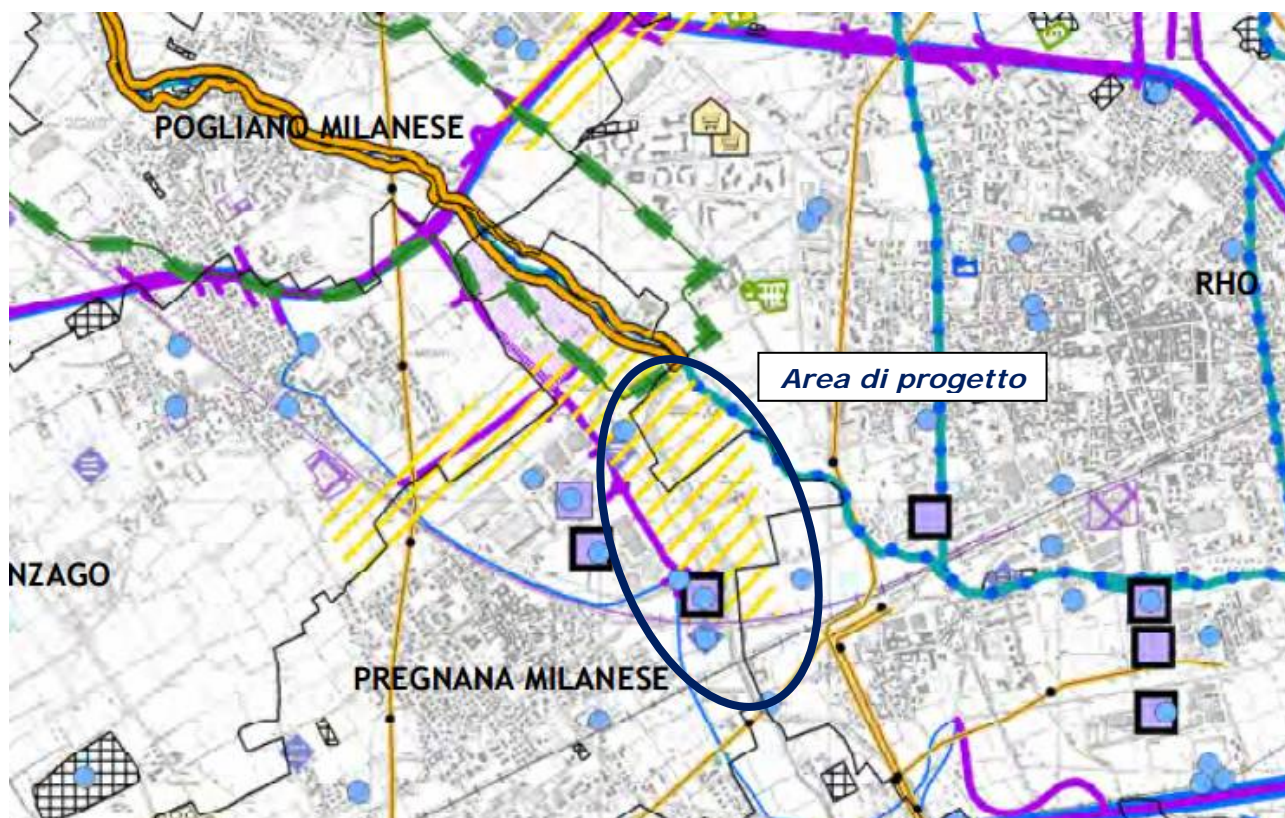 POGLIANO MILANESE
RHO
Area di progetto
NZAGO
PREGNANA MILANESE